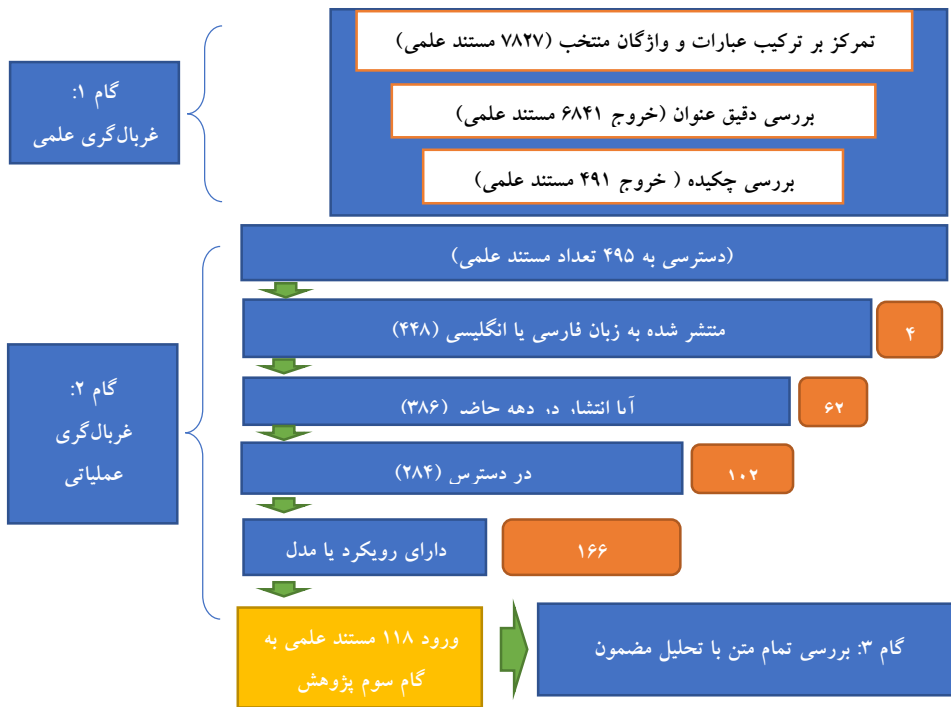 تمرکز بر ترکیب عبارات و واژگان منتخب (۷۸۲۷ مستند علمی)
گام ۱:
غربال‌گری علمی
بررسی دقیق عنوان (خروج ۶۸۴۱ مستند علمی)
بررسی چکیده ( خروج ۴۹۱ مستند علمی)
(دسترسی به ۴۹۵ تعداد مستند علمی)
منتشر شده به زبان فارسی یا انگلیسی (۴۴۸)
۴
گام ۲:
غربال‌گری
عملیاتی
آیا انتشار در دهه حاضر (۳۸۶)
۶۲
در دسترس (۲۸۴)
۱۰۲
دارای رویکرد یا مدل
۱۶۶
ورود ۱۱۸ مستند علمی به
گام سوم پژوهش
گام ۳: بررسی تمام متن با تحلیل مضمون